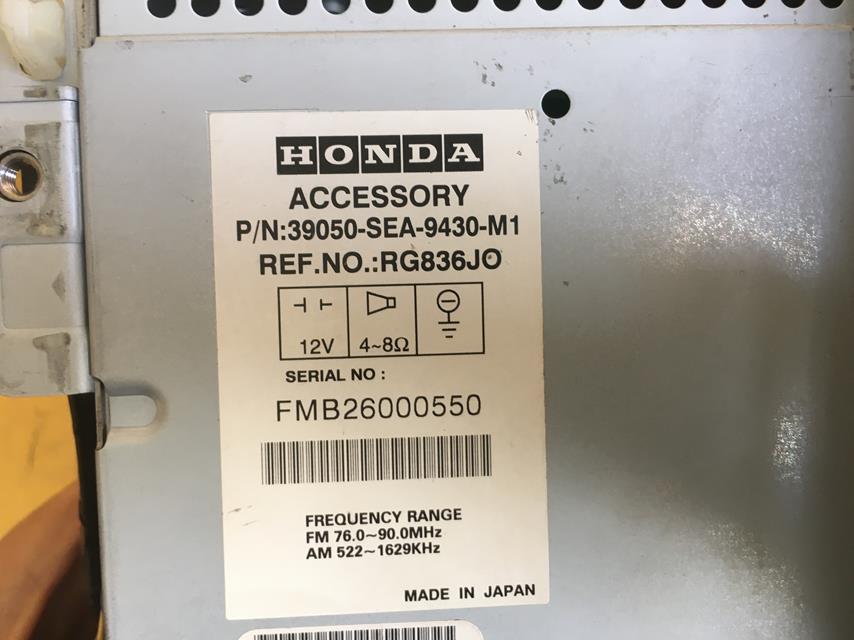 HONDA
ACCESSORY
P/N:39050-SEA-9430-M1
REF.NO.:RG836JO
12V 4~8Ω
SERIAL NO :
FMB26000550
FREQUENCY RANGE
FM 76.0~90.0MHz
AM 522~1629KHz
MADE IN JAPAN